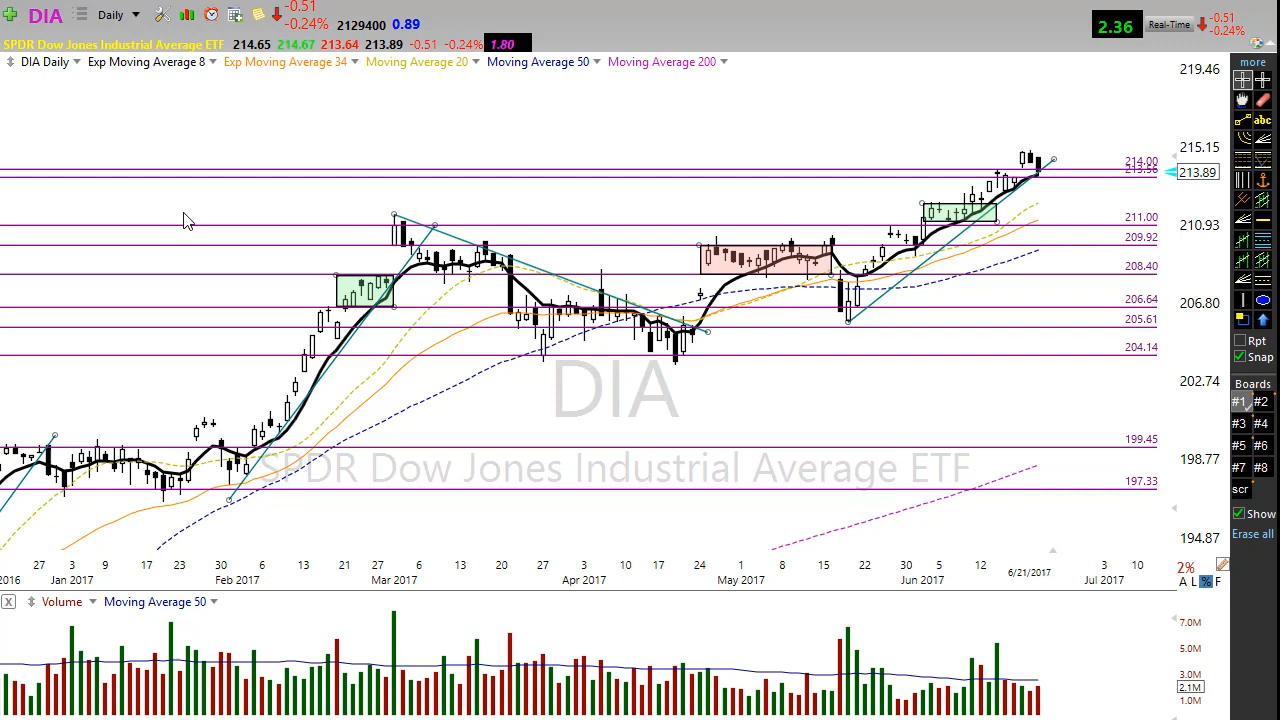 DIA Daily -0.51 -0.24% 2129400 0.89 2.36 Real-Time -0.51 -0.24%
SPDR Dow Jones Industrial Average ETF 214.65 214.67 213.64 213.89 -0.51 -0.24% 1.80
DIA Daily Exp Moving Average 8 Exp Moving Average 34 Moving Average 20 Moving Average 50 Moving Average 200
more
219.46
abc
215.15
214.00
213.56
213.89
211.00
210.93
209.92
208.40
206.64
206.80
205.61
204.14
Rpt
Snap
DIA
202.74
Boards
#1 #2
#3 #4
199.45
#5 #6
SPDR Dow Jones Industrial Average ETF
198.77
#7 #8
197.33
scr
Show
Erase all
194.87
27 3 9 17 23 30 6 13 21 27 6 13 20 27 3 10 18 24 1 8 15 22 30 5 12 6/21/2017 3 10
2016 Jan 2017 Feb 2017 Mar 2017 Apr 2017 May 2017 Jun 2017 Jul 2017
2%
A L % F
X Volume Moving Average 50
7.0M
5.0M
3.0M
2.1M
1.0M